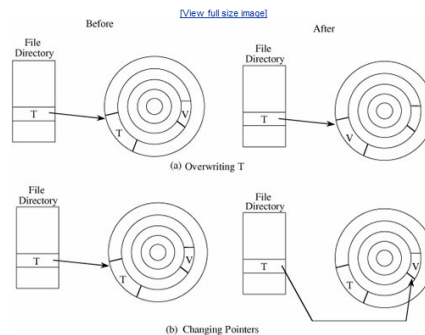 [View full size image]
Before
After
File
Directory
T
T
V
File
Directory
T
V
(a) Overwriting T
File
Directory
T
T
V
File
Directory
T
T
V
(b) Changing Pointers